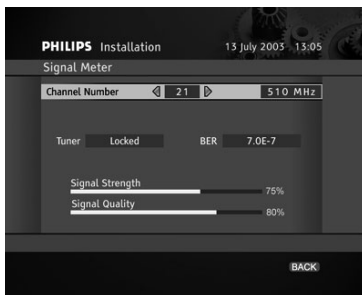 PHILIPS Installation 13 July 2003 13:05
Signal Meter
Channel Number 21 510 MHz
Tuner Locked BER 7.0E-7
Signal Strength
75%
Signal Quality
80%
BACK